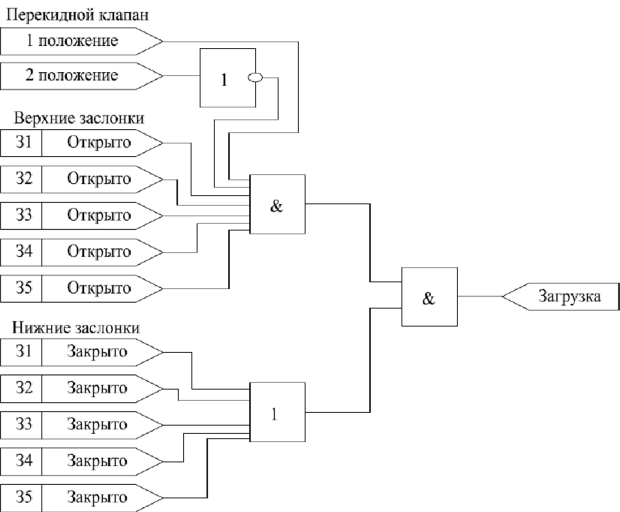 Перекидной клапан
1 положение
2 положение
1
Верхние заслонки
З1 Открыто
З2 Открыто
З3 Открыто
З4 Открыто
З5 Открыто
&
&
Загрузка
Нижние заслонки
З1 Закрыто
З2 Закрыто
З3 Закрыто
З4 Закрыто
З5 Закрыто
1